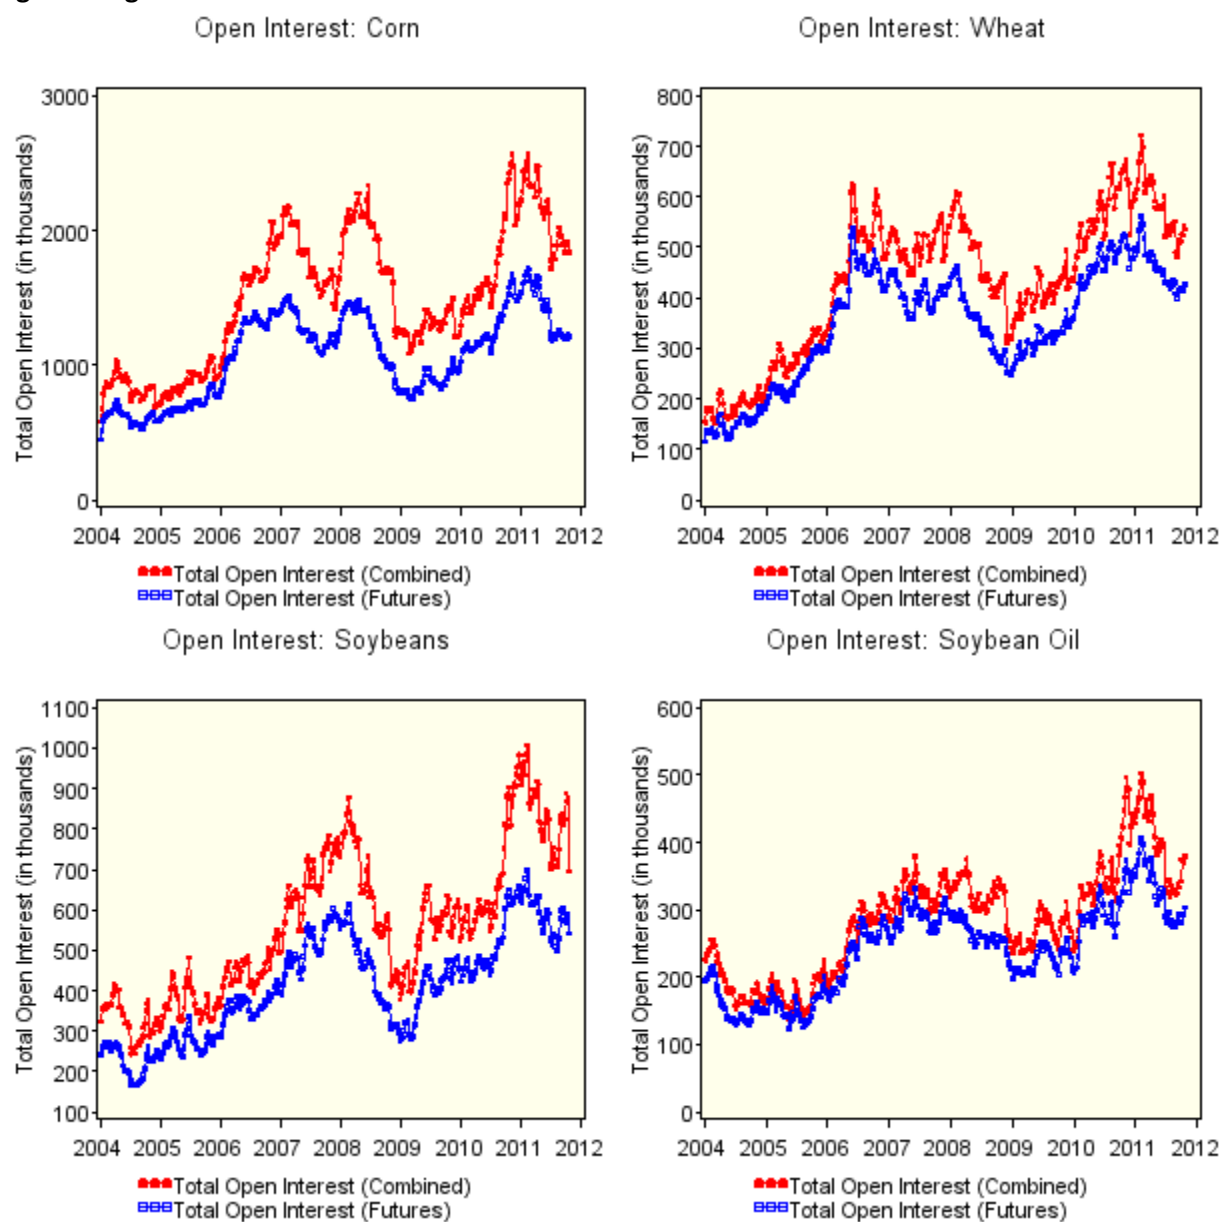 Open Interest: Corn
Open Interest: Wheat
Total Open Interest (in thousands)
3000
2000
1000
0
2004 2005 2006 2007 2008 2009 2010 2011 2012
Total Open Interest (Combined)
Total Open Interest (Futures)
Total Open Interest (in thousands)
800
700
600
500
400
300
200
100
0
2004 2005 2006 2007 2008 2009 2010 2011 2012
Total Open Interest (Combined)
Total Open Interest (Futures)
Open Interest: Soybeans
Open Interest: Soybean Oil
Total Open Interest (in thousands)
1100
1000
900
800
700
600
500
400
300
200
100
2004 2005 2006 2007 2008 2009 2010 2011 2012
Total Open Interest (Combined)
Total Open Interest (Futures)
Total Open Interest (in thousands)
600
500
400
300
200
100
0
2004 2005 2006 2007 2008 2009 2010 2011 2012
Total Open Interest (Combined)
Total Open Interest (Futures)